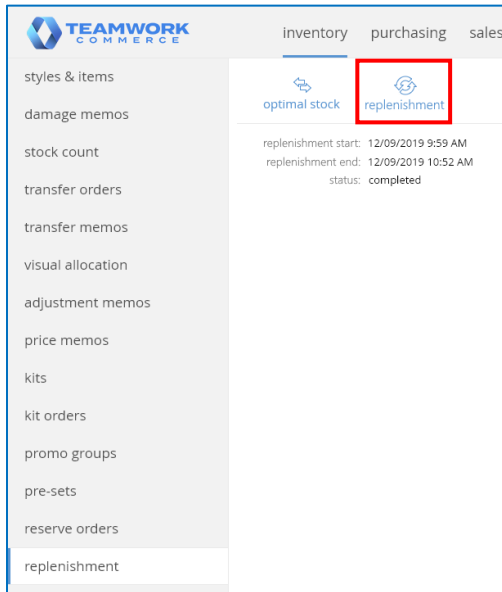 TEAMWORK
COMMERCE
inventory purchasing sales
styles & items
damage memos
stock count
transfer orders
transfer memos
visual allocation
adjustment memos
price memos
kits
kit orders
promo groups
pre-sets
reserve orders
replenishment
optimal stock replenishment
replenishment start: 12/09/2019 9:59 AM
replenishment end: 12/09/2019 10:52 AM
status: completed